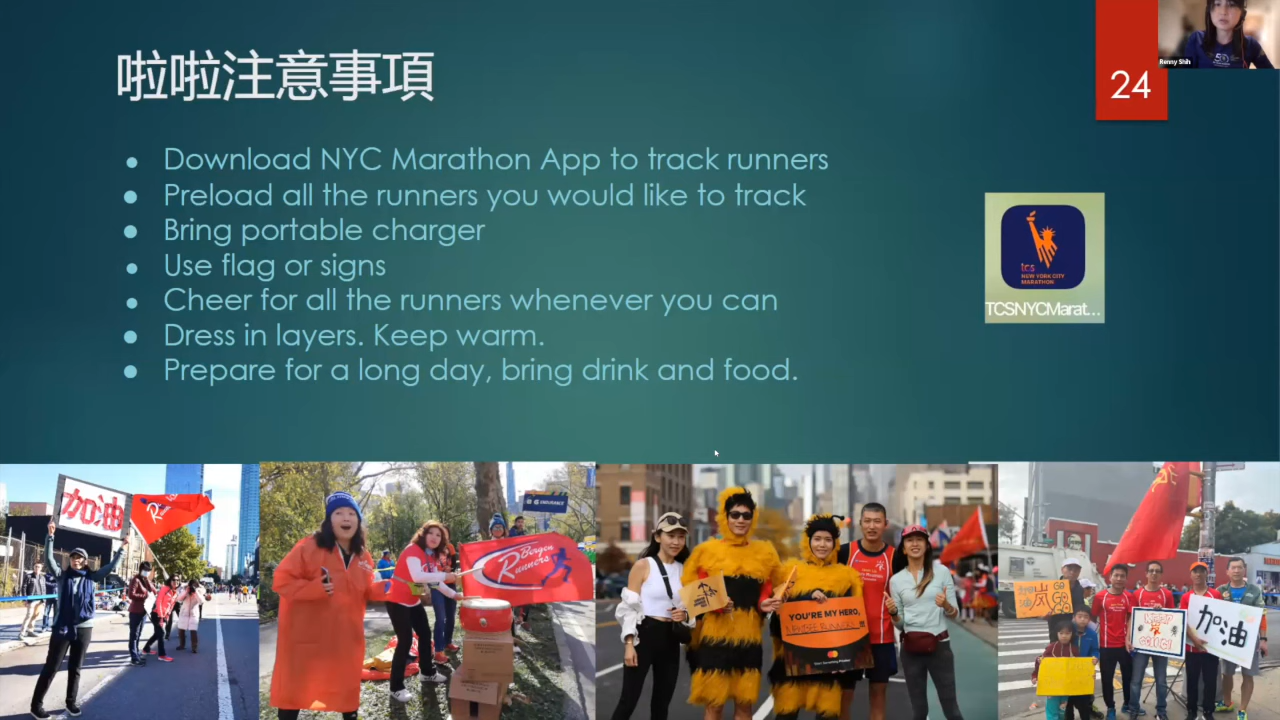 啦啦注意事項
24
Renny Shih
Download NYC Marathon App to track runners
Preload all the runners you would like to track
Bring portable charger
Use flag or signs
Cheer for all the runners whenever you can
Dress in layers. Keep warm.
Prepare for a long day, bring drink and food.
tcs
NEW YORK CITY
MARATHON
TCSNYCMarat...
加油
Bergen
Runners
YOU'RE MY HERO,
加油